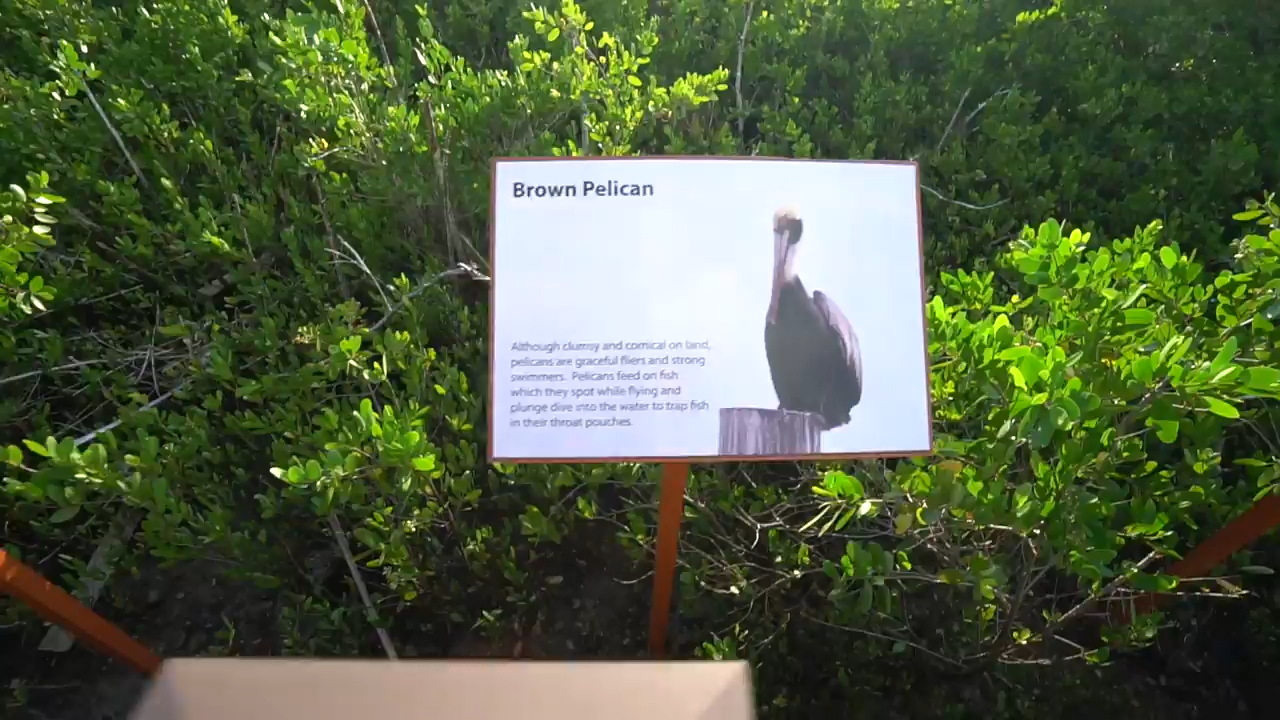 Brown Pelican
Although clumsy and comical on land,
pelicans are graceful fliers and strong
swimmers. Pelicans feed on fish
which they spot while flying and
plunge dive into the water to trap fish
in their throat pouches.